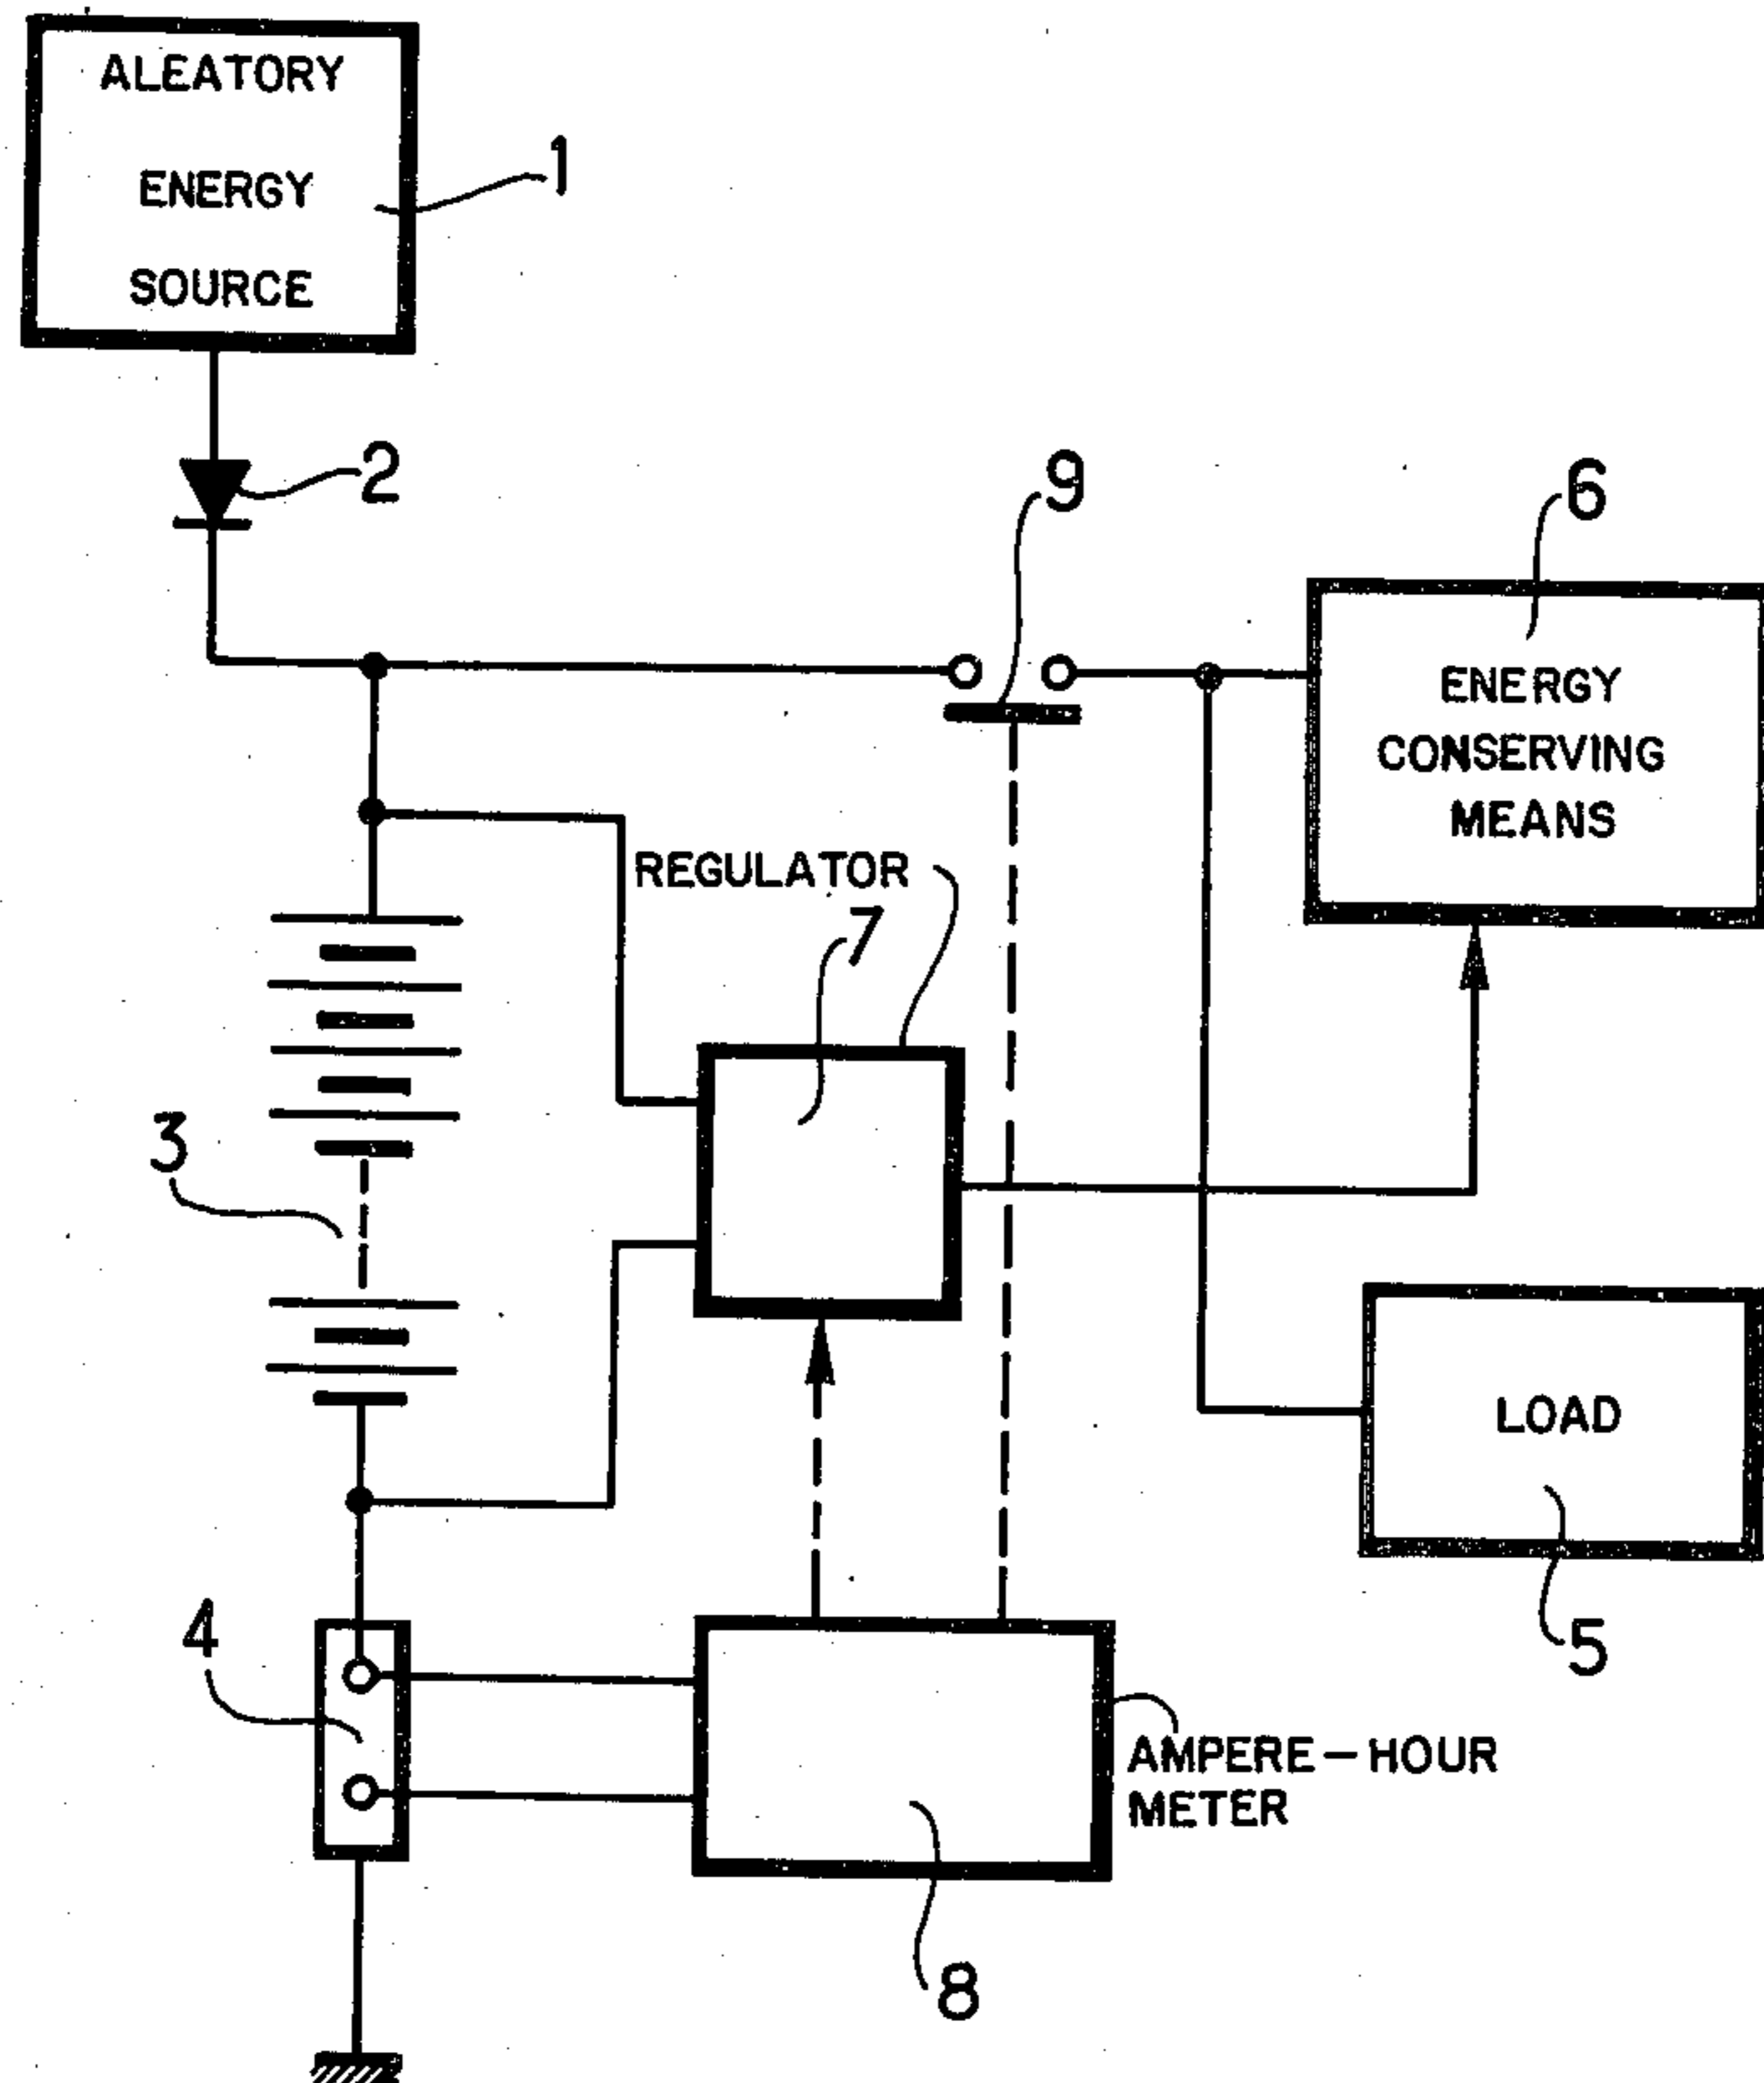 ALEATORY
ENERGY
SOURCE
1
2
9
6
ENERGY
CONSERVING
MEANS
REGULATOR
7
3
LOAD
5
4
AMPERE-HOUR
METER
8